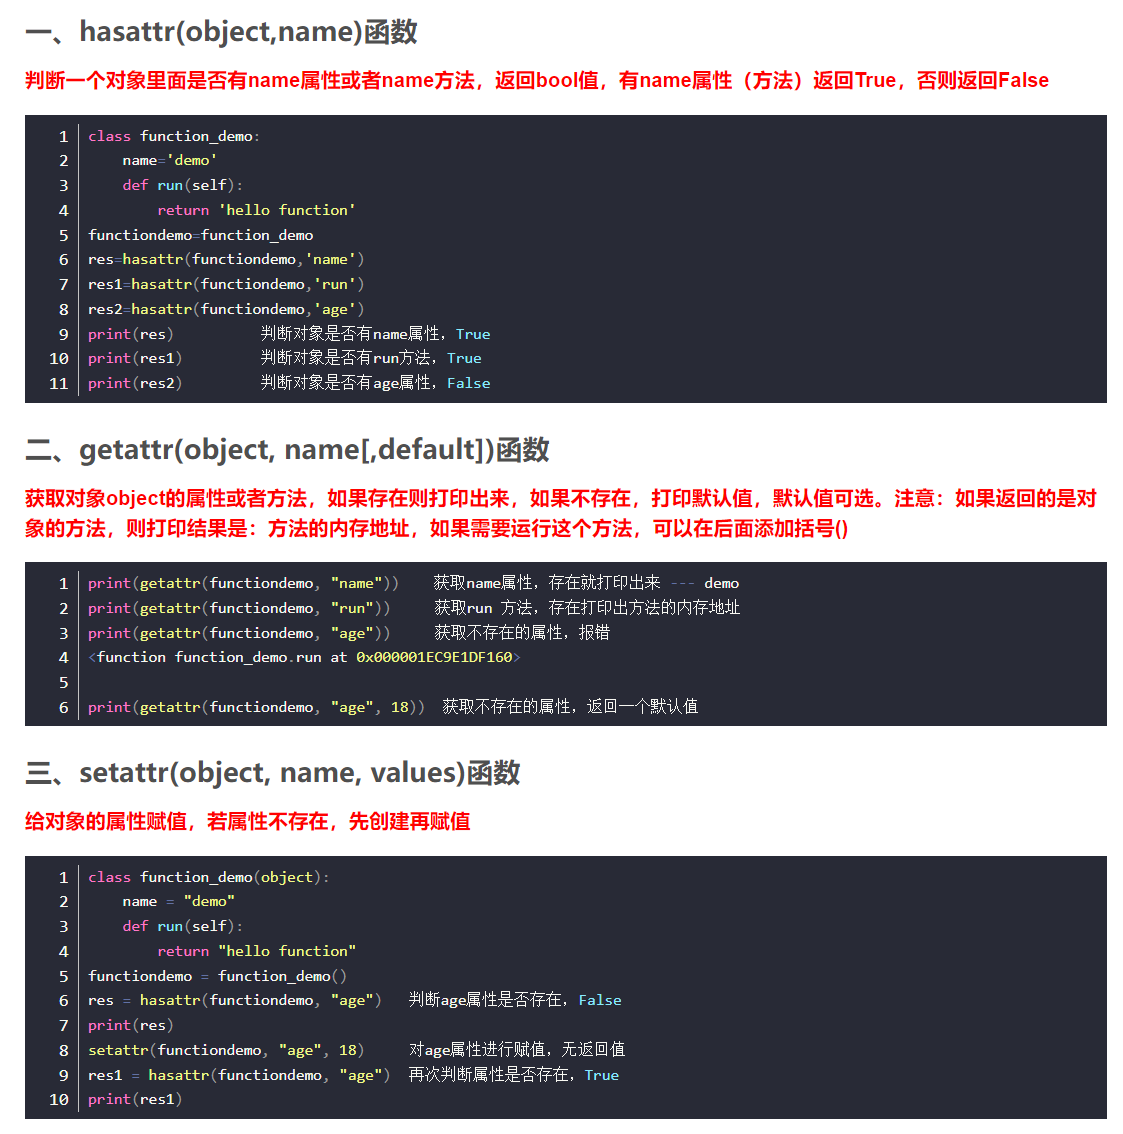 一、hasattr(object,name)函数
判断一个对象里面是否有name属性或者name方法，返回bool值，有name属性（方法）返回True，否则返回False
1 class function_demo:
2     name='demo'
3     def run(self):
4         return 'hello function'
5 functiondemo=function_demo
6 res=hasattr(functiondemo,'name')
7 res1=hasattr(functiondemo,'run')
8 res2=hasattr(functiondemo,'age')
9 print(res)          判断对象是否有name属性，True
10 print(res1)         判断对象是否有run方法，True
11 print(res2)         判断对象是否有age属性，False
二、getattr(object, name[,default])函数
获取对象object的属性或者方法，如果存在则打印出来，如果不存在，打印默认值，默认值可选。注意：如果返回的是对
象的方法，则打印结果是：方法的内存地址，如果需要运行这个方法，可以在后面添加括号()
1 print(getattr(functiondemo, "name"))    获取name属性，存在就打印出来 --- demo
2 print(getattr(functiondemo, "run"))     获取run 方法，存在打印出方法的内存地址
3 print(getattr(functiondemo, "age"))     获取不存在的属性，报错
4 <function function_demo.run at 0x000001EC9E1DF160>
5
6 print(getattr(functiondemo, "age", 18))  获取不存在的属性，返回一个默认值
三、setattr(object, name, values)函数
给对象的属性赋值，若属性不存在，先创建再赋值
1 class function_demo(object):
2     name = "demo"
3     def run(self):
4         return "hello function"
5 functiondemo = function_demo()
6 res = hasattr(functiondemo, "age")   判断age属性是否存在，False
7 print(res)
8 setattr(functiondemo, "age", 18)     对age属性进行赋值，无返回值
9 res1 = hasattr(functiondemo, "age")  再次判断属性是否存在，True
10 print(res1)